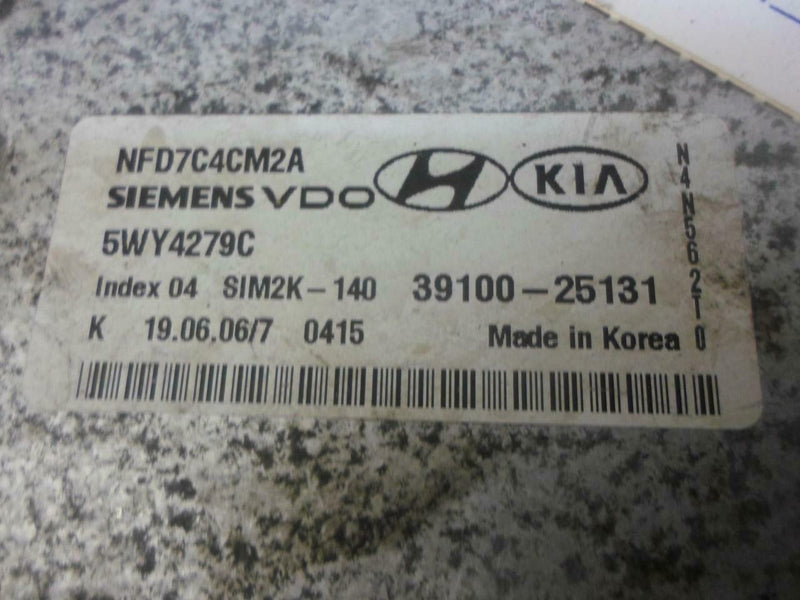 NFD7C4CM2A
SIEMENS VDO
KIA
5WY4279C
Index 04 SIM2K-140 39100-25131
K 19.06.06/7 0415 Made in Korea
N4N562T0